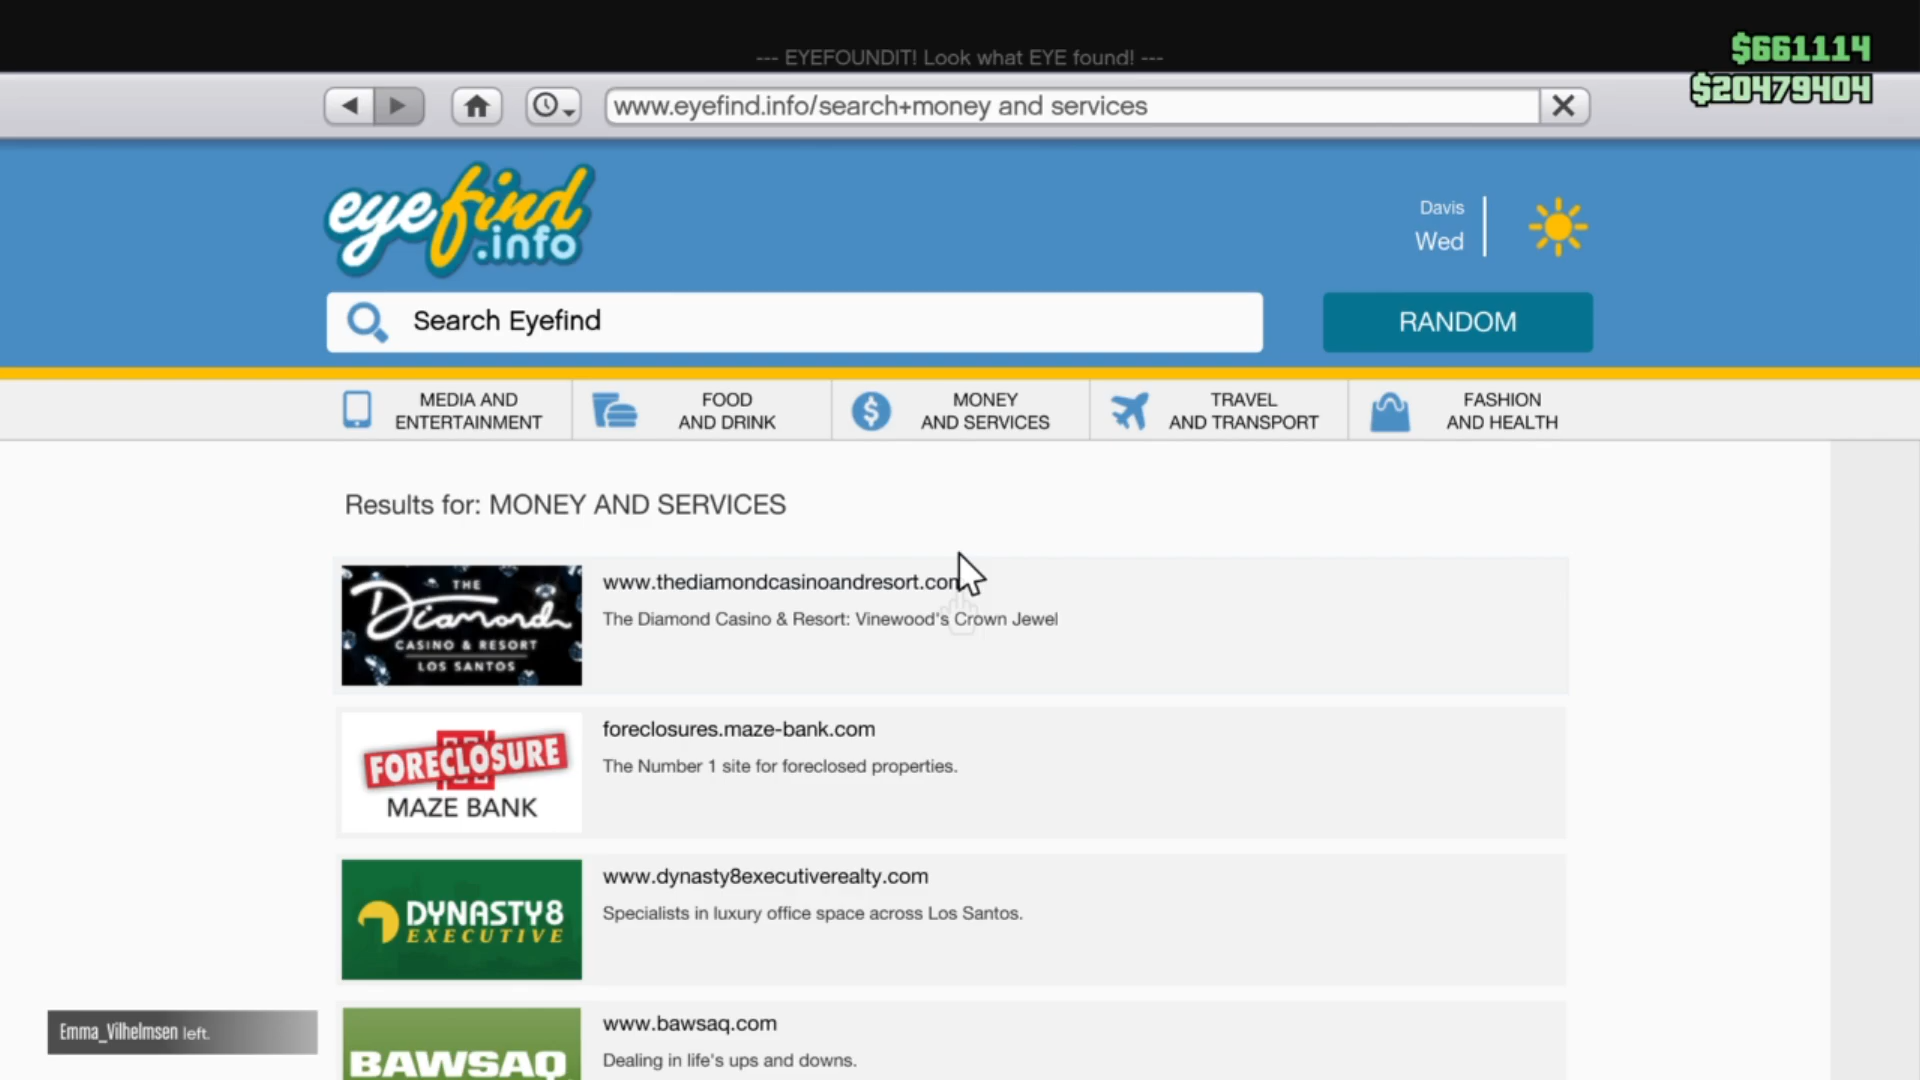 --- EYEFOUNDIT! Look what EYE found! ---
$661114
$20479404
www.eyefind.info/search+money and services
eyefind
.info
Davis
Wed
Search Eyefind
RANDOM
MEDIA AND
ENTERTAINMENT
FOOD
AND DRINK
MONEY
AND SERVICES
TRAVEL
AND TRANSPORT
FASHION
AND HEALTH
Results for: MONEY AND SERVICES
THE
Diamond
CASINO & RESORT
LOS SANTOS
www.thediamondcasinoandresort.com
The Diamond Casino & Resort: Vinewood's Crown Jewel
FORECLOSURE
MAZE BANK
foreclosures.maze-bank.com
The Number 1 site for foreclosed properties.
DYNASTY8
EXECUTIVE
www.dynasty8executiverealty.com
Specialists in luxury office space across Los Santos.
BAWSAQ
www.bawsaq.com
Dealing in life's ups and downs.
Emma_Vilhelmsen left.